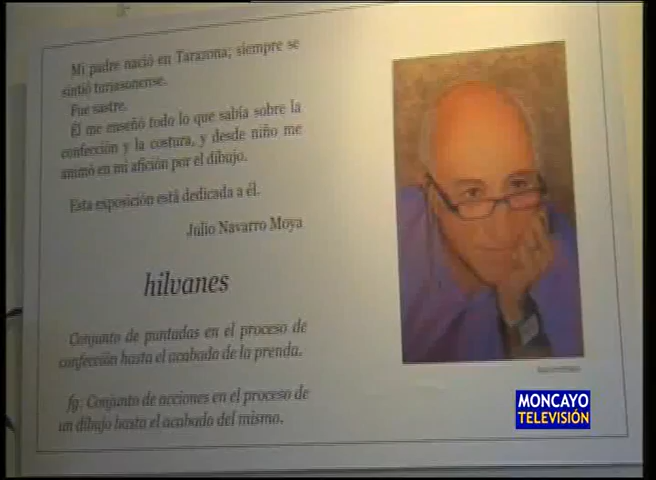 Mi padre nació en Tarazona; siempre se
sintió turiasonense.
Fue sastre.
Él me enseñó todo lo que sabía sobre la
confección y la costura, y desde niño me
animó en mi afición por el dibujo.
Esta exposición está dedicada a él.
Julio Navarro Moya
hilvanes
Conjunto de puntadas en el proceso de
confección hasta el acabado de la prenda.
fg: Conjunto de acciones en el proceso de
un dibujo hasta el acabado del mismo.
MONCAYO
TELEVISIÓN